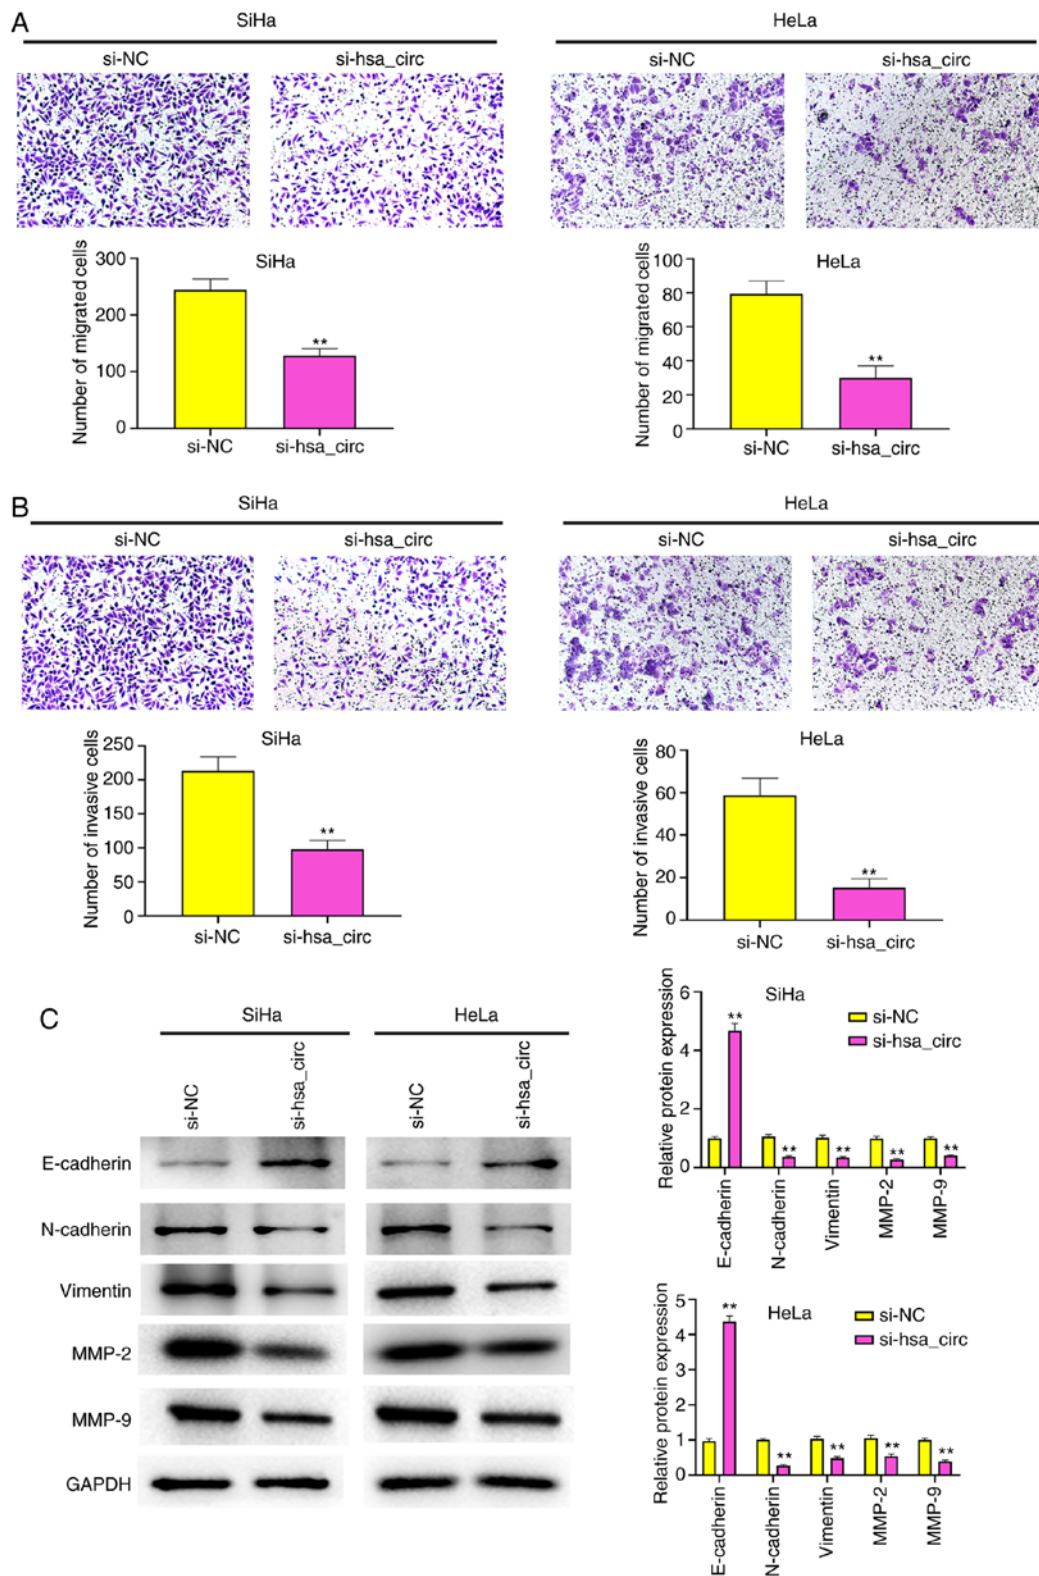 A
SiHa
HeLa
si-NC
si-hsa_circ
si-NC
si-hsa_circ
SiHa
Number of migrated cells
300
200
100
0
**
si-NC
si-hsa_circ
HeLa
Number of migrated cells
80
60
40
20
0
**
si-NC
si-hsa_circ
B
SiHa
HeLa
si-NC
si-hsa_circ
si-NC
si-hsa_circ
SiHa
Number of invasive cells
250
200
150
100
50
0
**
si-NC
si-hsa_circ
HeLa
Number of invasive cells
80
60
40
20
0
**
si-NC
si-hsa_circ
C
SiHa
HeLa
si-NC
si-hsa_circ
si-NC
si-hsa_circ
E-cadherin
N-cadherin
Vimentin
MMP-2
MMP-9
GAPDH
SiHa
si-NC
si-hsa_circ
Relative protein expression
6
4
2
0
**
**
**
**
**
E-cadherin
N-cadherin
Vimentin
MMP-2
MMP-9
HeLa
si-NC
si-hsa_circ
Relative protein expression
5
4
3
2
1
0
**
**
**
**
**
E-cadherin
N-cadherin
Vimentin
MMP-2
MMP-9